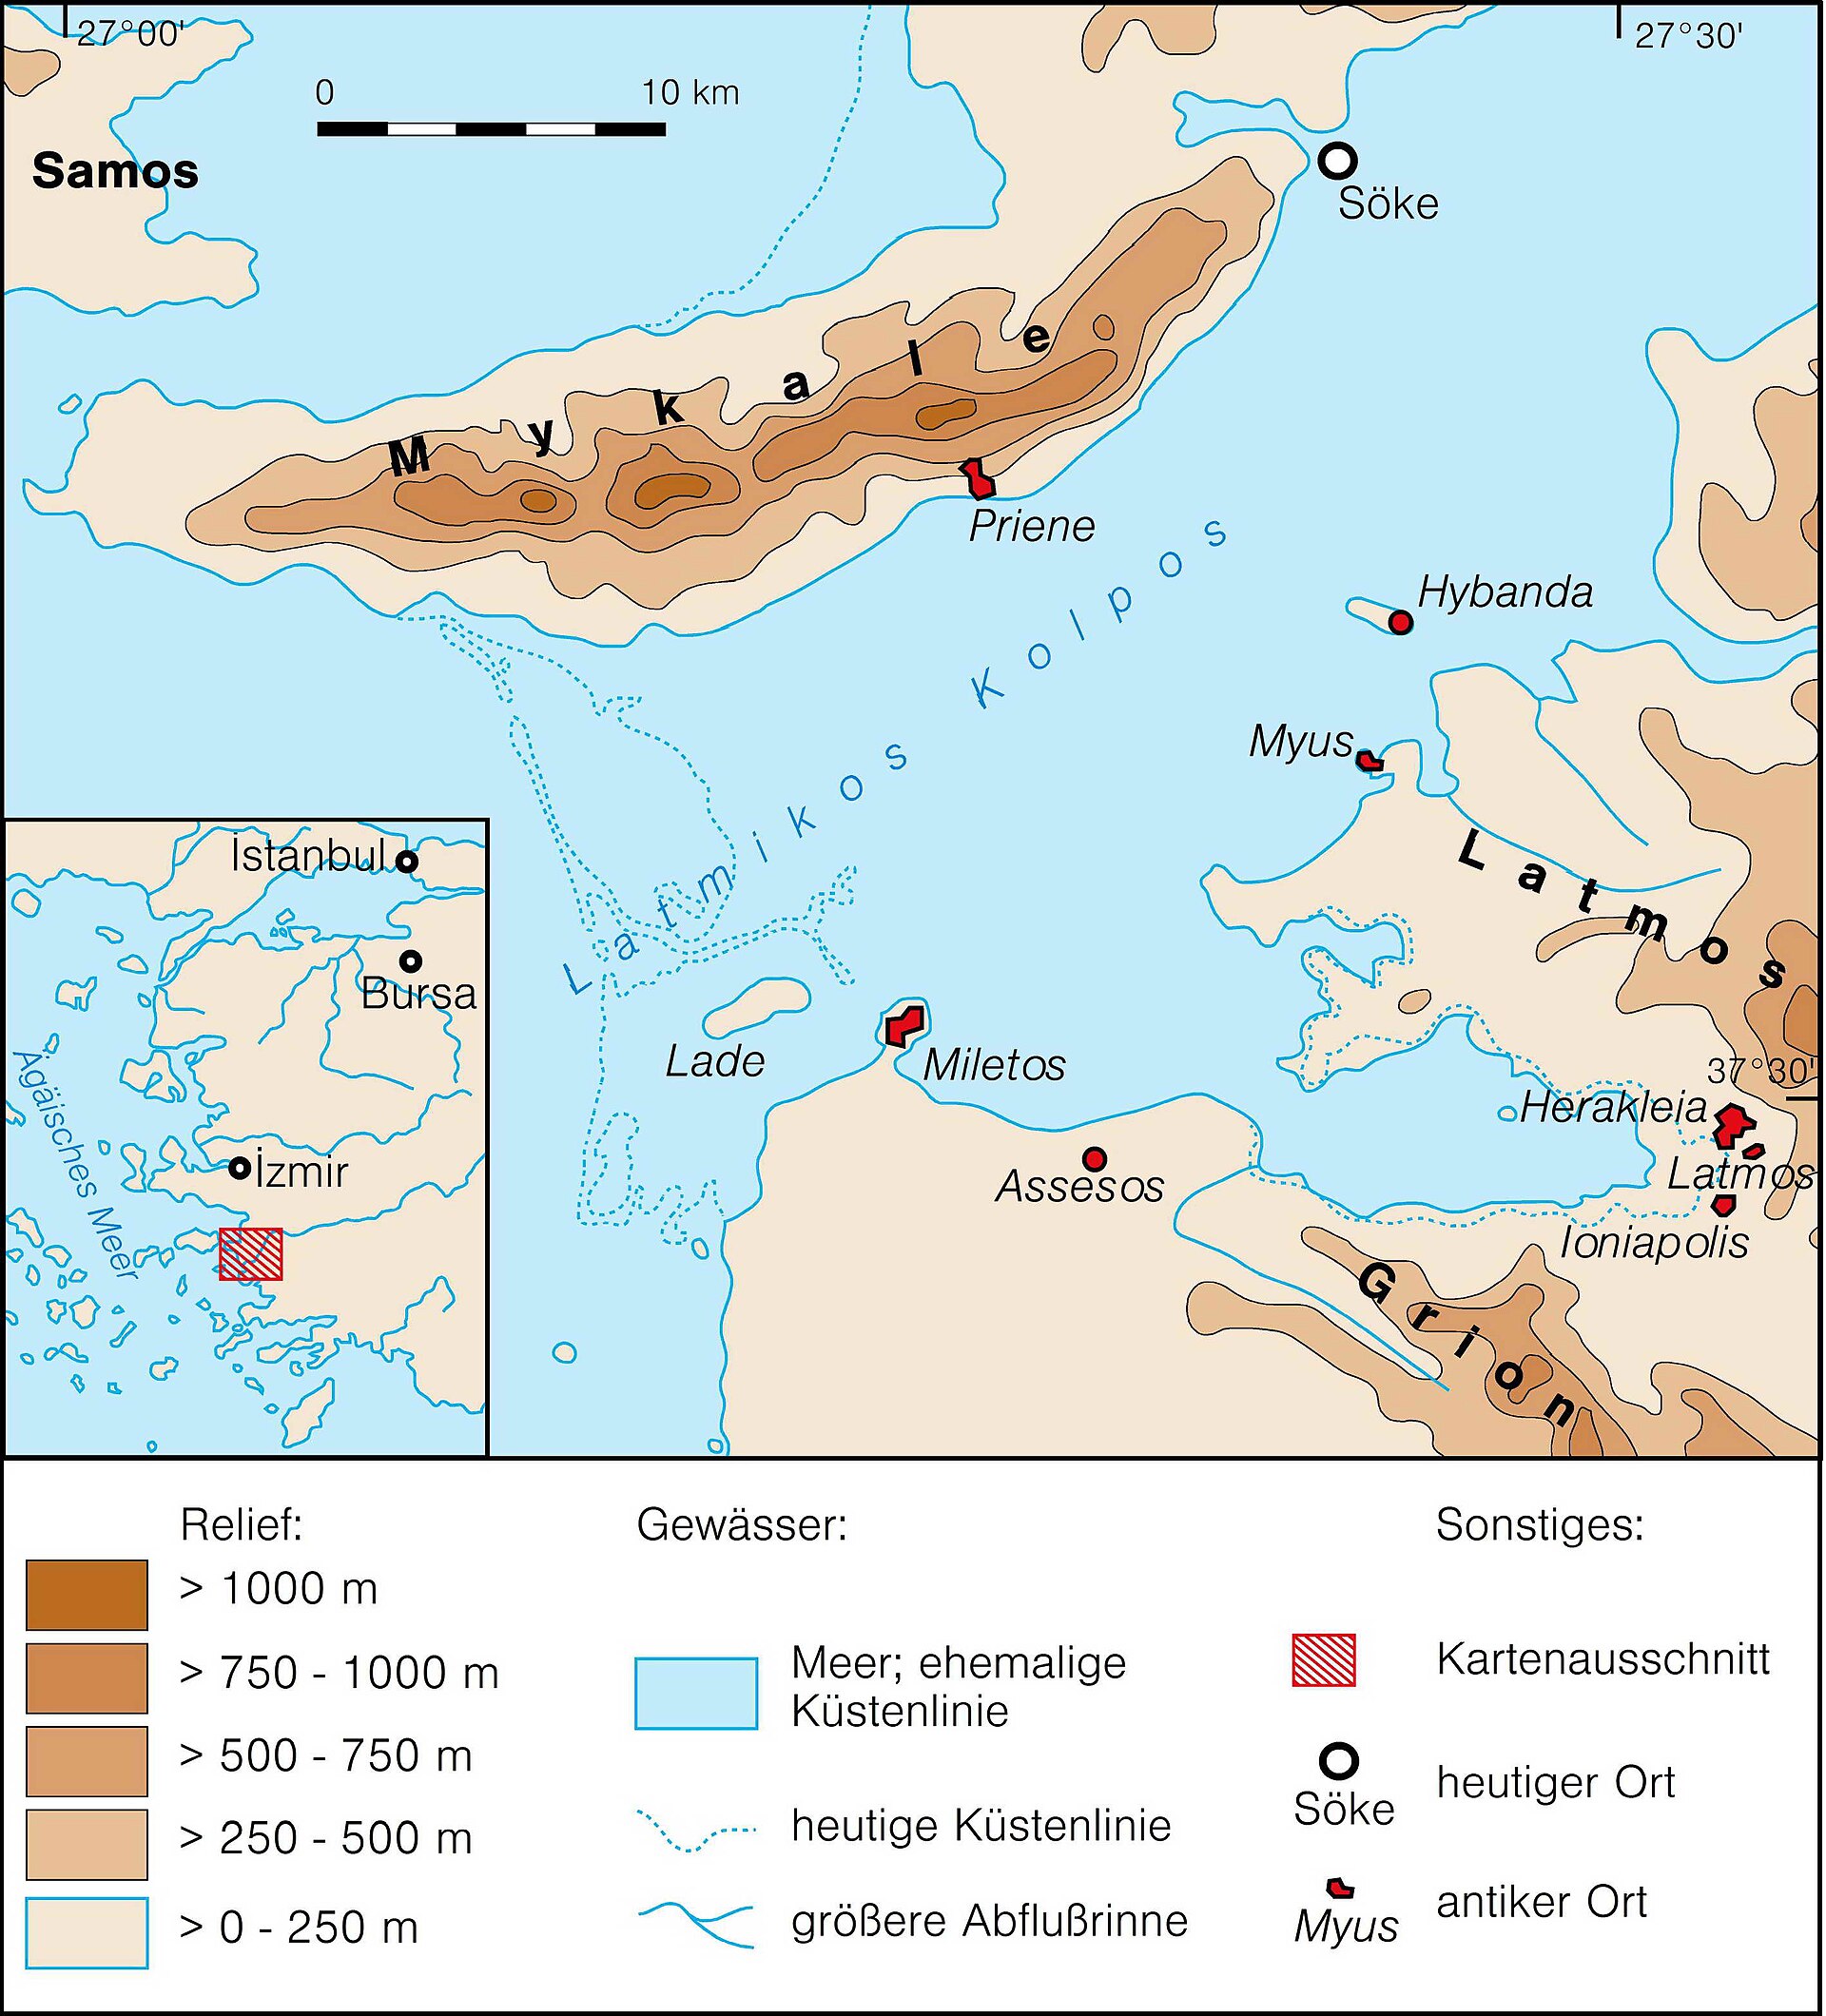 27°00'
27°30'
0 10 km
Samos
Söke
Mykale
Priene
Latmikos Kolpos
Hybanda
Myus
Latmos
Lade
Miletos
37°30'
Herakleia
Latmos
Assesos
Ioniapolis
Grion
İstanbul
Bursa
Ägäisches Meer
İzmir
Relief:
> 1000 m
> 750 - 1000 m
> 500 - 750 m
> 250 - 500 m
> 0 - 250 m
Gewässer:
Meer; ehemalige
Küstenlinie
heutige Küstenlinie
größere Abflußrinne
Sonstiges:
Kartenausschnitt
Söke
heutiger Ort
Myus
antiker Ort